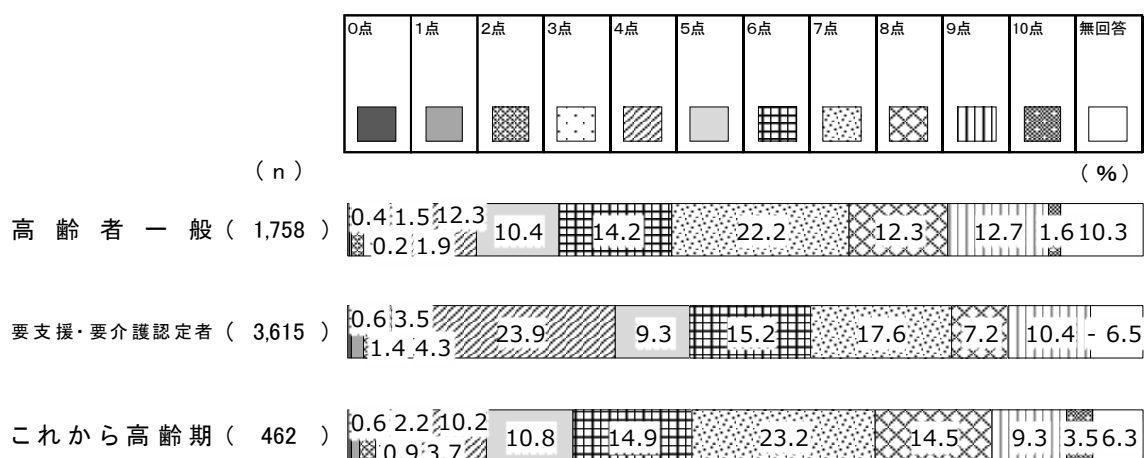 0点 1点 2点 3点 4点 5点 6点 7点 8点 9点 10点 無回答
(n) (%)
高齢者一般( 1,758 ) 0.4 0.2 1.5 1.9 12.3 10.4 14.2 22.2 12.3 12.7 1.6 10.3
要支援・要介護認定者( 3,615 ) 0.6 1.4 3.5 4.3 23.9 9.3 15.2 17.6 7.2 10.4 - 6.5
これから高齢期( 462 ) 0.6 0.9 2.2 3.7 10.2 10.8 14.9 23.2 14.5 9.3 3.5 6.3